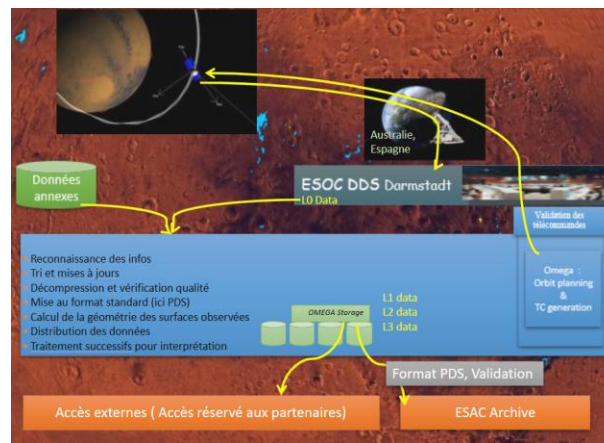 Australie,
Espagne
Données
annexes
ESOC DDS Darmstadt
L0 Data
Validation des
télécommandes
Omega :
Orbit planning
&
TC generation
Reconnaissance des infos
Tri et mises à jours
Décompression et vérification qualité
Mise au format standard (ici PDS)
Calcul de la géométrie des surfaces observées
Distribution des données
Traitement successifs pour interprétation
OMEGA Storage
L1 data
L2 data
L3 data
Format PDS, Validation
Accès externes ( Accès réservé aux partenaires)
ESAC Archive